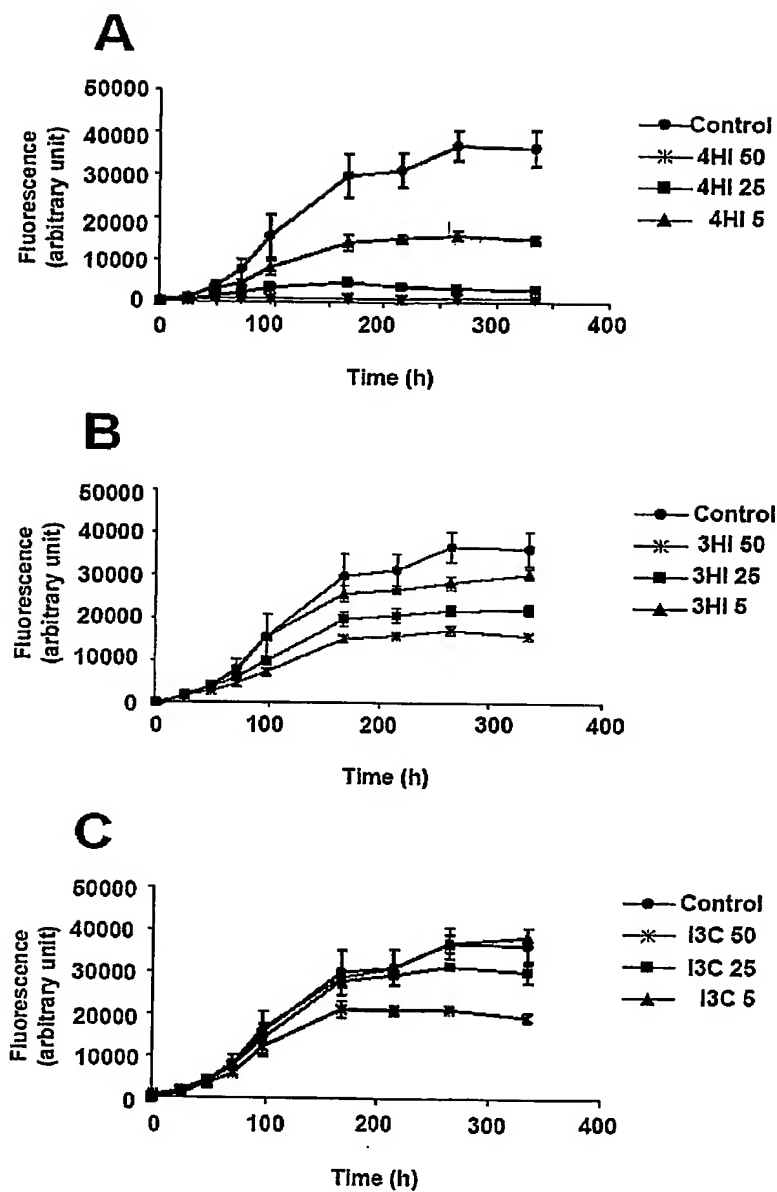 A
50000
40000
30000
20000
10000
0
Fluorescence
(arbitrary unit)
0 100 200 300 400
Time (h)
Control
4HI 50
4HI 25
4HI 5
B
50000
40000
30000
20000
10000
0
Fluorescence
(arbitrary unit)
0 100 200 300 400
Time (h)
Control
3HI 50
3HI 25
3HI 5
C
50000
40000
30000
20000
10000
0
Fluorescence
(arbitrary unit)
0 100 200 300 400
Time (h)
Control
I3C 50
I3C 25
I3C 5